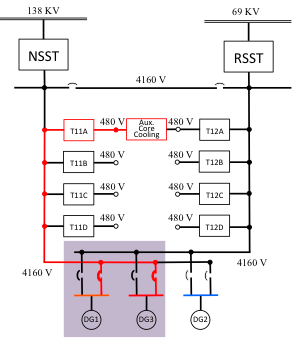 138 KV
69 KV
NSST
RSST
4160 V
480 V
Aux.
Core
Cooling
480 V
T11A
T12A
480 V
480 V
T11B
T12B
480 V
480 V
T11C
T12C
480 V
480 V
T11D
T12D
4160 V
4160 V
DG1
DG3
DG2